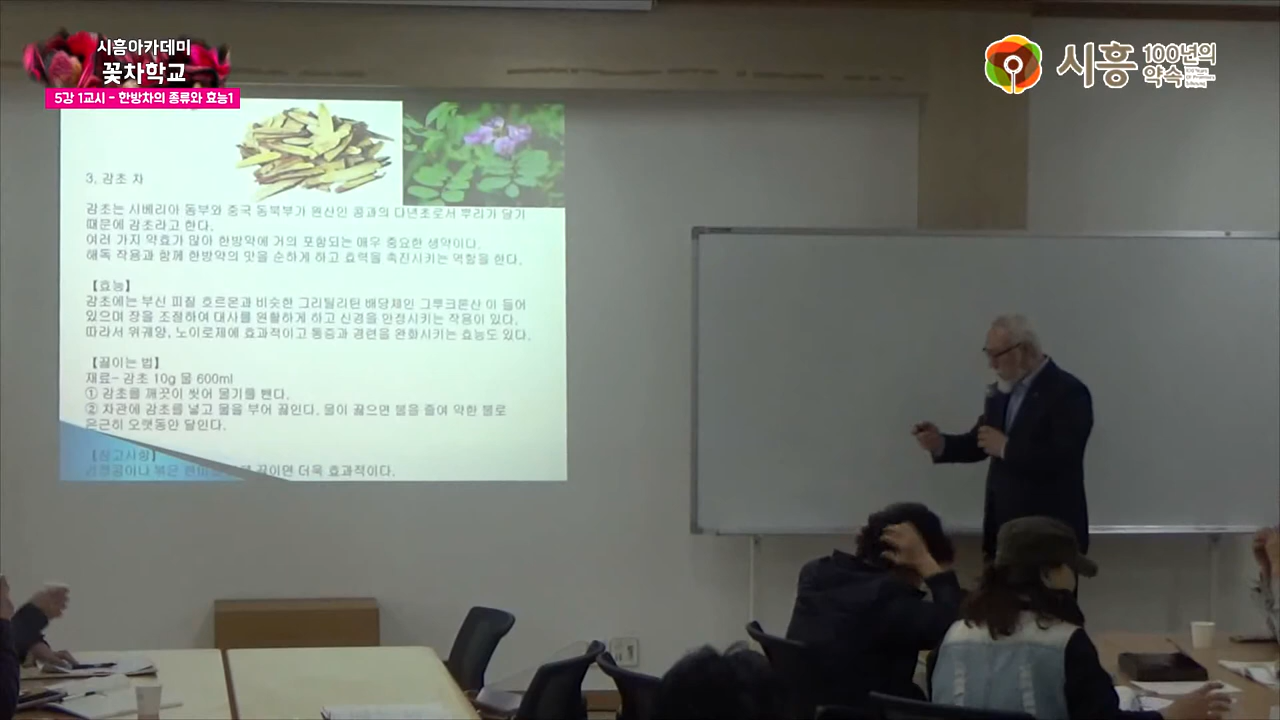 시흥아카데미
꽃차학교
5강 1교시 - 한방차의 종류와 효능1
시흥 100년의
약속
3. 감초 차
감초는 시베리아 동부와 중국 동북부가 원산인 콩과의 다년초로서 뿌리가 달기
때문에 감초라고 한다.
여러 가지 약효가 많아 한방약에 거의 포함되는 매우 중요한 생약이다.
해독 작용과 함께 한방약의 맛을 순하게 하고 효력을 촉진시키는 역할을 한다.
【효능】
감초에는 부신 피질 호르몬과 비슷한 그리틸리틴 배당체인 그루크론산 이 들어
있으며 장을 조절하여 대사를 원활하게 하고 신경을 안정시키는 작용이 있다.
따라서 위궤양, 노이로제에 효과적이고 통증과 경련을 완화시키는 효능도 있다.
【끓이는 법】
재료- 감초 10g 물 600ml
① 감초를 깨끗이 씻어 물기를 뺀다.
② 차관에 감초를 넣고 물을 부어 끓인다. 물이 끓으면 불을 줄여 약한 불로
은근히 오랫동안 달인다.
【참고사항】
끓이면 더욱 효과적이다.